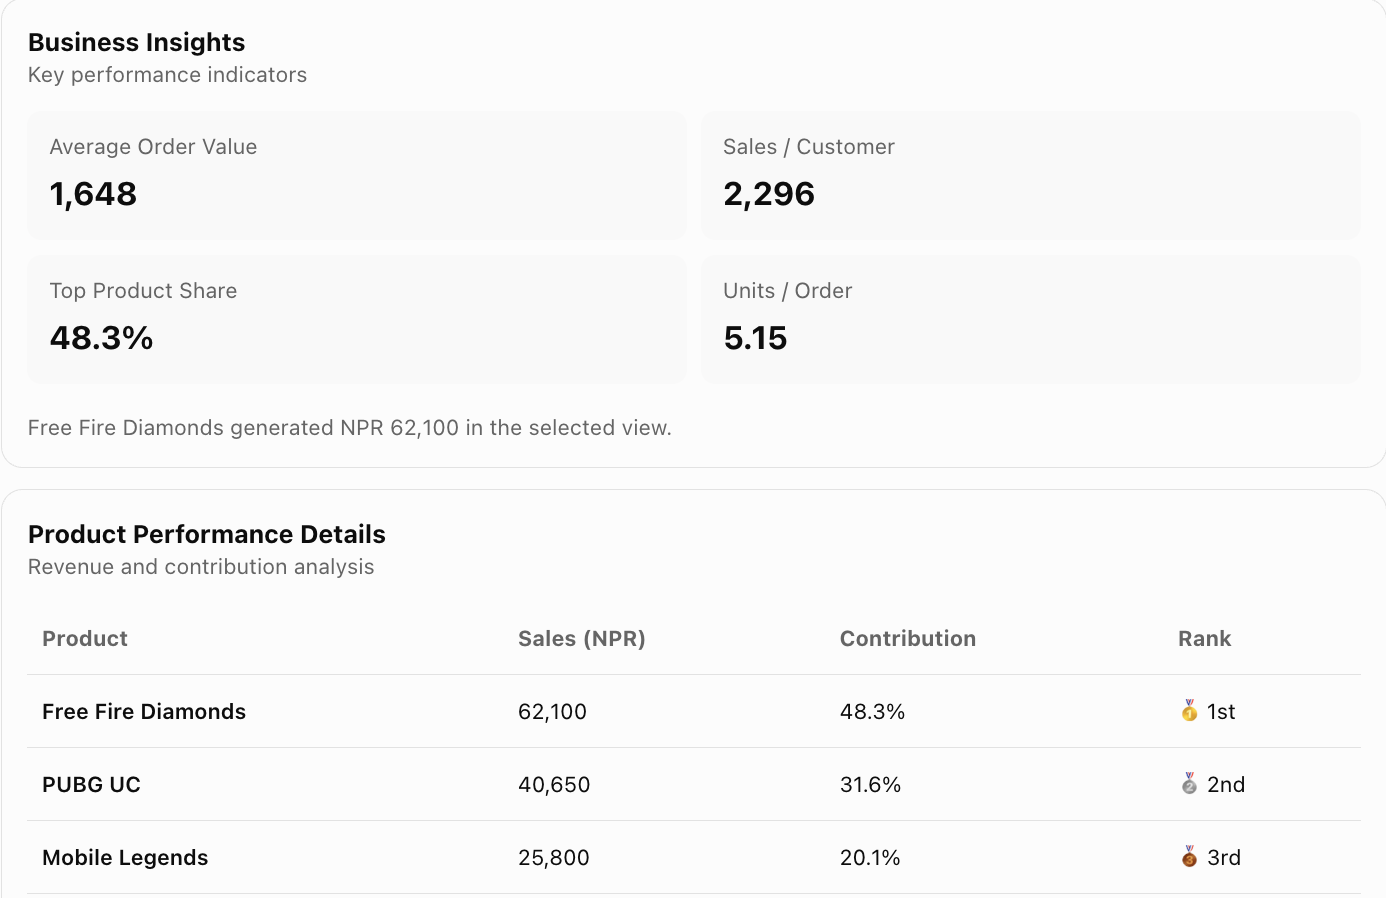 Business Insights
Key performance indicators
Average Order Value
1,648
Sales / Customer
2,296
Top Product Share
48.3%
Units / Order
5.15
Free Fire Diamonds generated NPR 62,100 in the selected view.
Product Performance Details
Revenue and contribution analysis
Product Sales (NPR) Contribution Rank
Free Fire Diamonds 62,100 48.3% 🥇 1st
PUBG UC 40,650 31.6% 🥈 2nd
Mobile Legends 25,800 20.1% 🥉 3rd